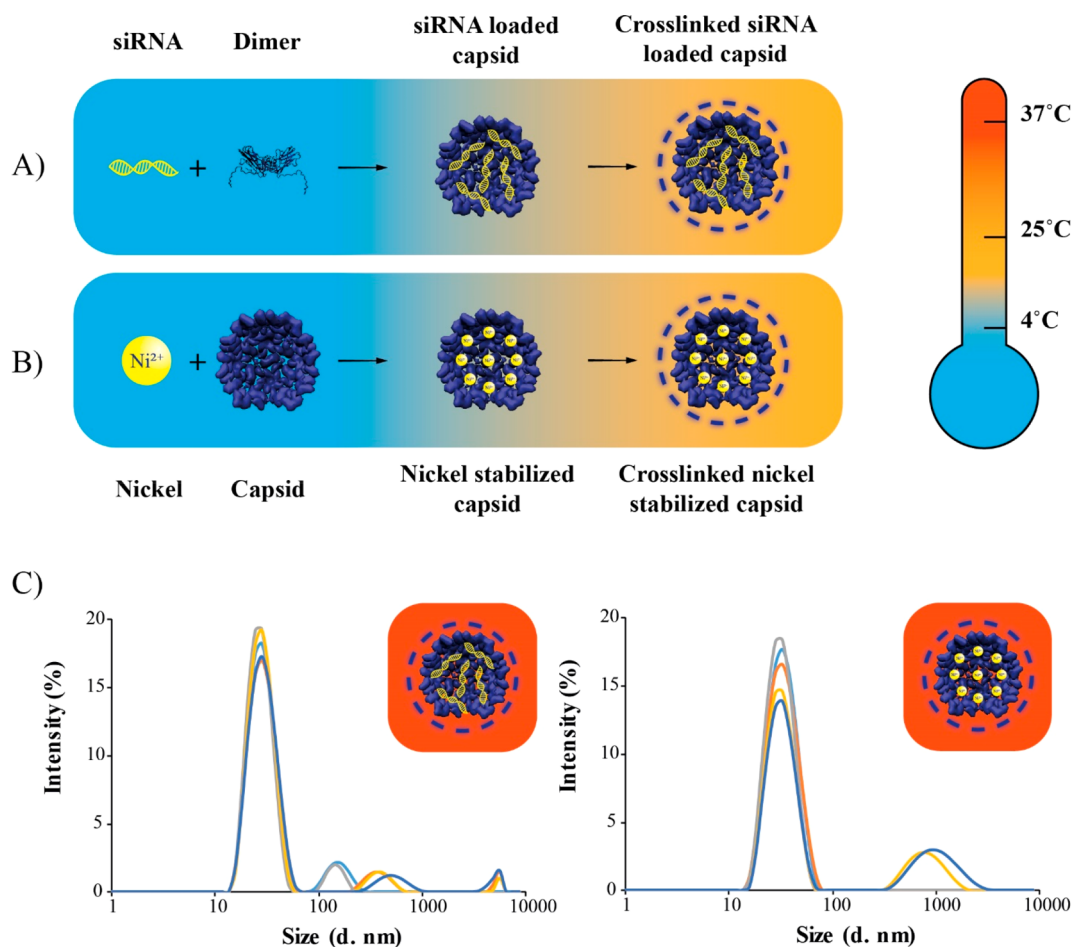 siRNA Dimer siRNA loaded capsid Crosslinked siRNA loaded capsid
37°C
25°C
4°C
A)
+
B)
Ni²⁺ +
Nickel Capsid Nickel stabilized capsid Crosslinked nickel stabilized capsid
C)
Intensity (%)
20
15
10
5
0
1 10 100 1000 10000
Size (d. nm)
Intensity (%)
20
15
10
5
0
1 10 100 1000 10000
Size (d. nm)